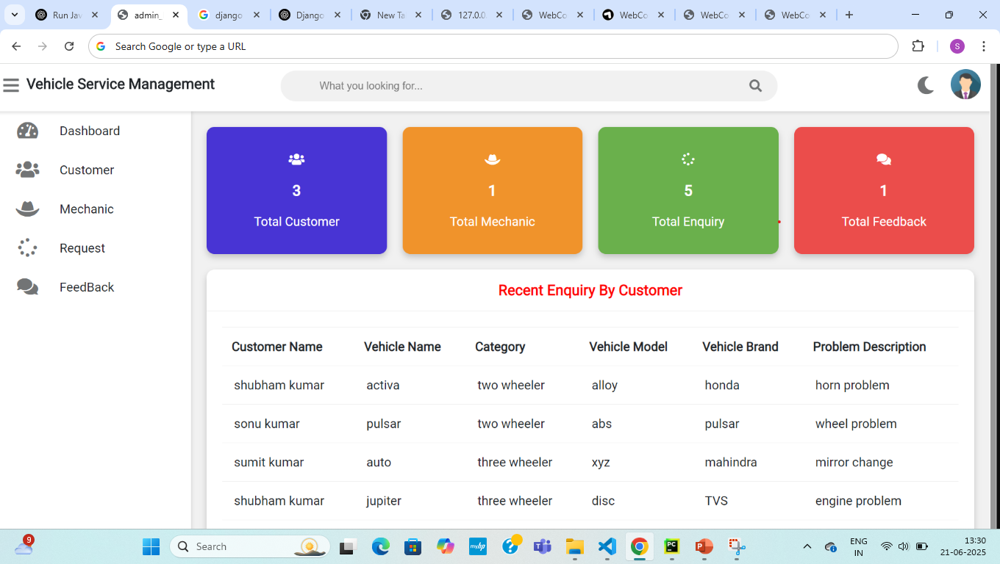 Run Jav admin_ django Django New Ta 127.0.0. WebCo WebCo WebCo WebCo
Search Google or type a URL S
Vehicle Service Management What you looking for...
Dashboard
Customer
Mechanic
Request
FeedBack
3 1 5 1
Total Customer Total Mechanic Total Enquiry Total Feedback
Recent Enquiry By Customer
Customer Name Vehicle Name Category Vehicle Model Vehicle Brand Problem Description
shubham kumar activa two wheeler alloy honda horn problem
sonu kumar pulsar two wheeler abs pulsar wheel problem
sumit kumar auto three wheeler xyz mahindra mirror change
shubham kumar jupiter three wheeler disc TVS engine problem
9 Search myhp PC P ENG 13:30
IN 21-06-2025